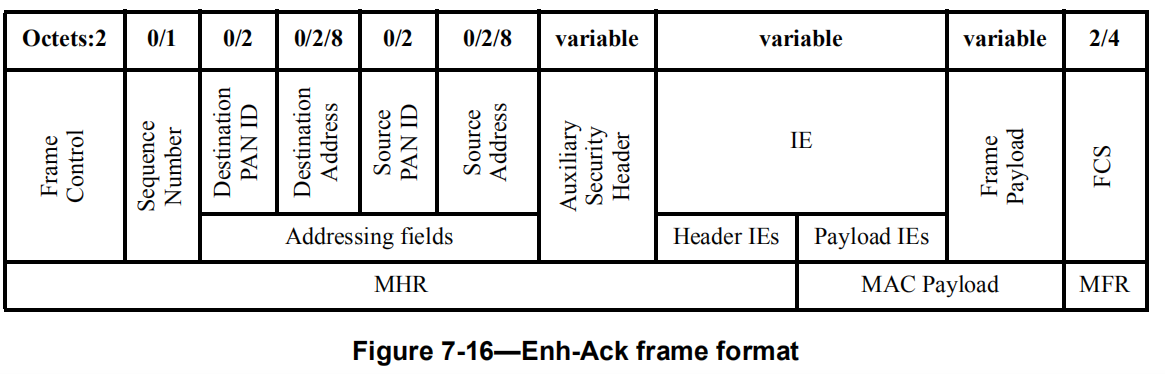 Octets:2 0/1 0/2 0/2/8 0/2 0/2/8 variable variable variable 2/4
Frame
Control
Sequence
Number
Destination
PAN ID
Destination
Address
Source
PAN ID
Source
Address
Auxiliary
Security
Header
IE
Frame
Payload
FCS
Addressing fields
Header IEs
Payload IEs
MHR
MAC Payload
MFR
Figure 7-16—Enh-Ack frame format